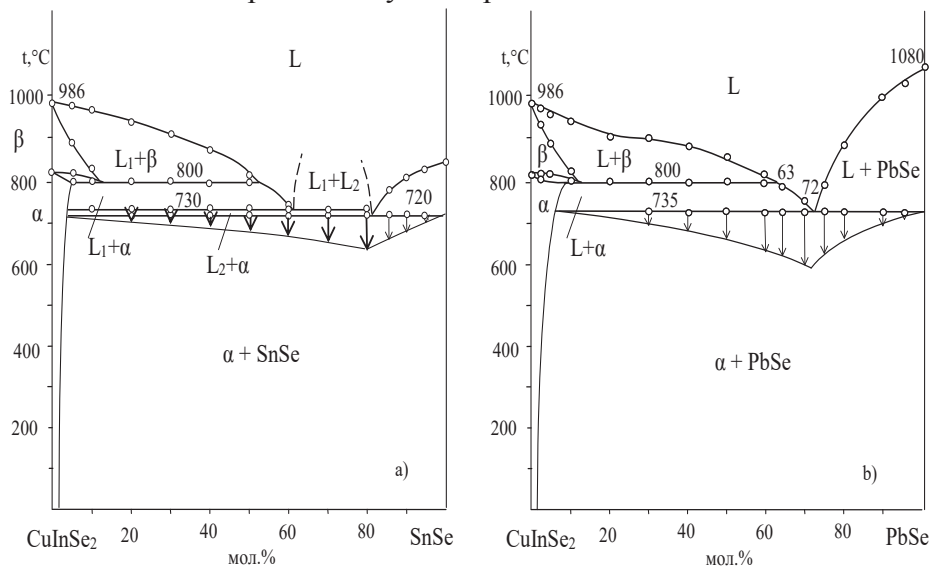 t,°C
L
986
1000
β
L₁+β
800
L₁+L₂
800
720
730
α
L₁+α
L₂+α
600
400
α + SnSe
200
a)
CuInSe₂
20
40
60
80
SnSe
мол.%
t,°C
1080
L
986
1000
β
L+β
L + PbSe
800
63
72
800
α
735
L+α
600
400
α + PbSe
200
b)
CuInSe₂
20
40
60
80
PbSe
мол.%